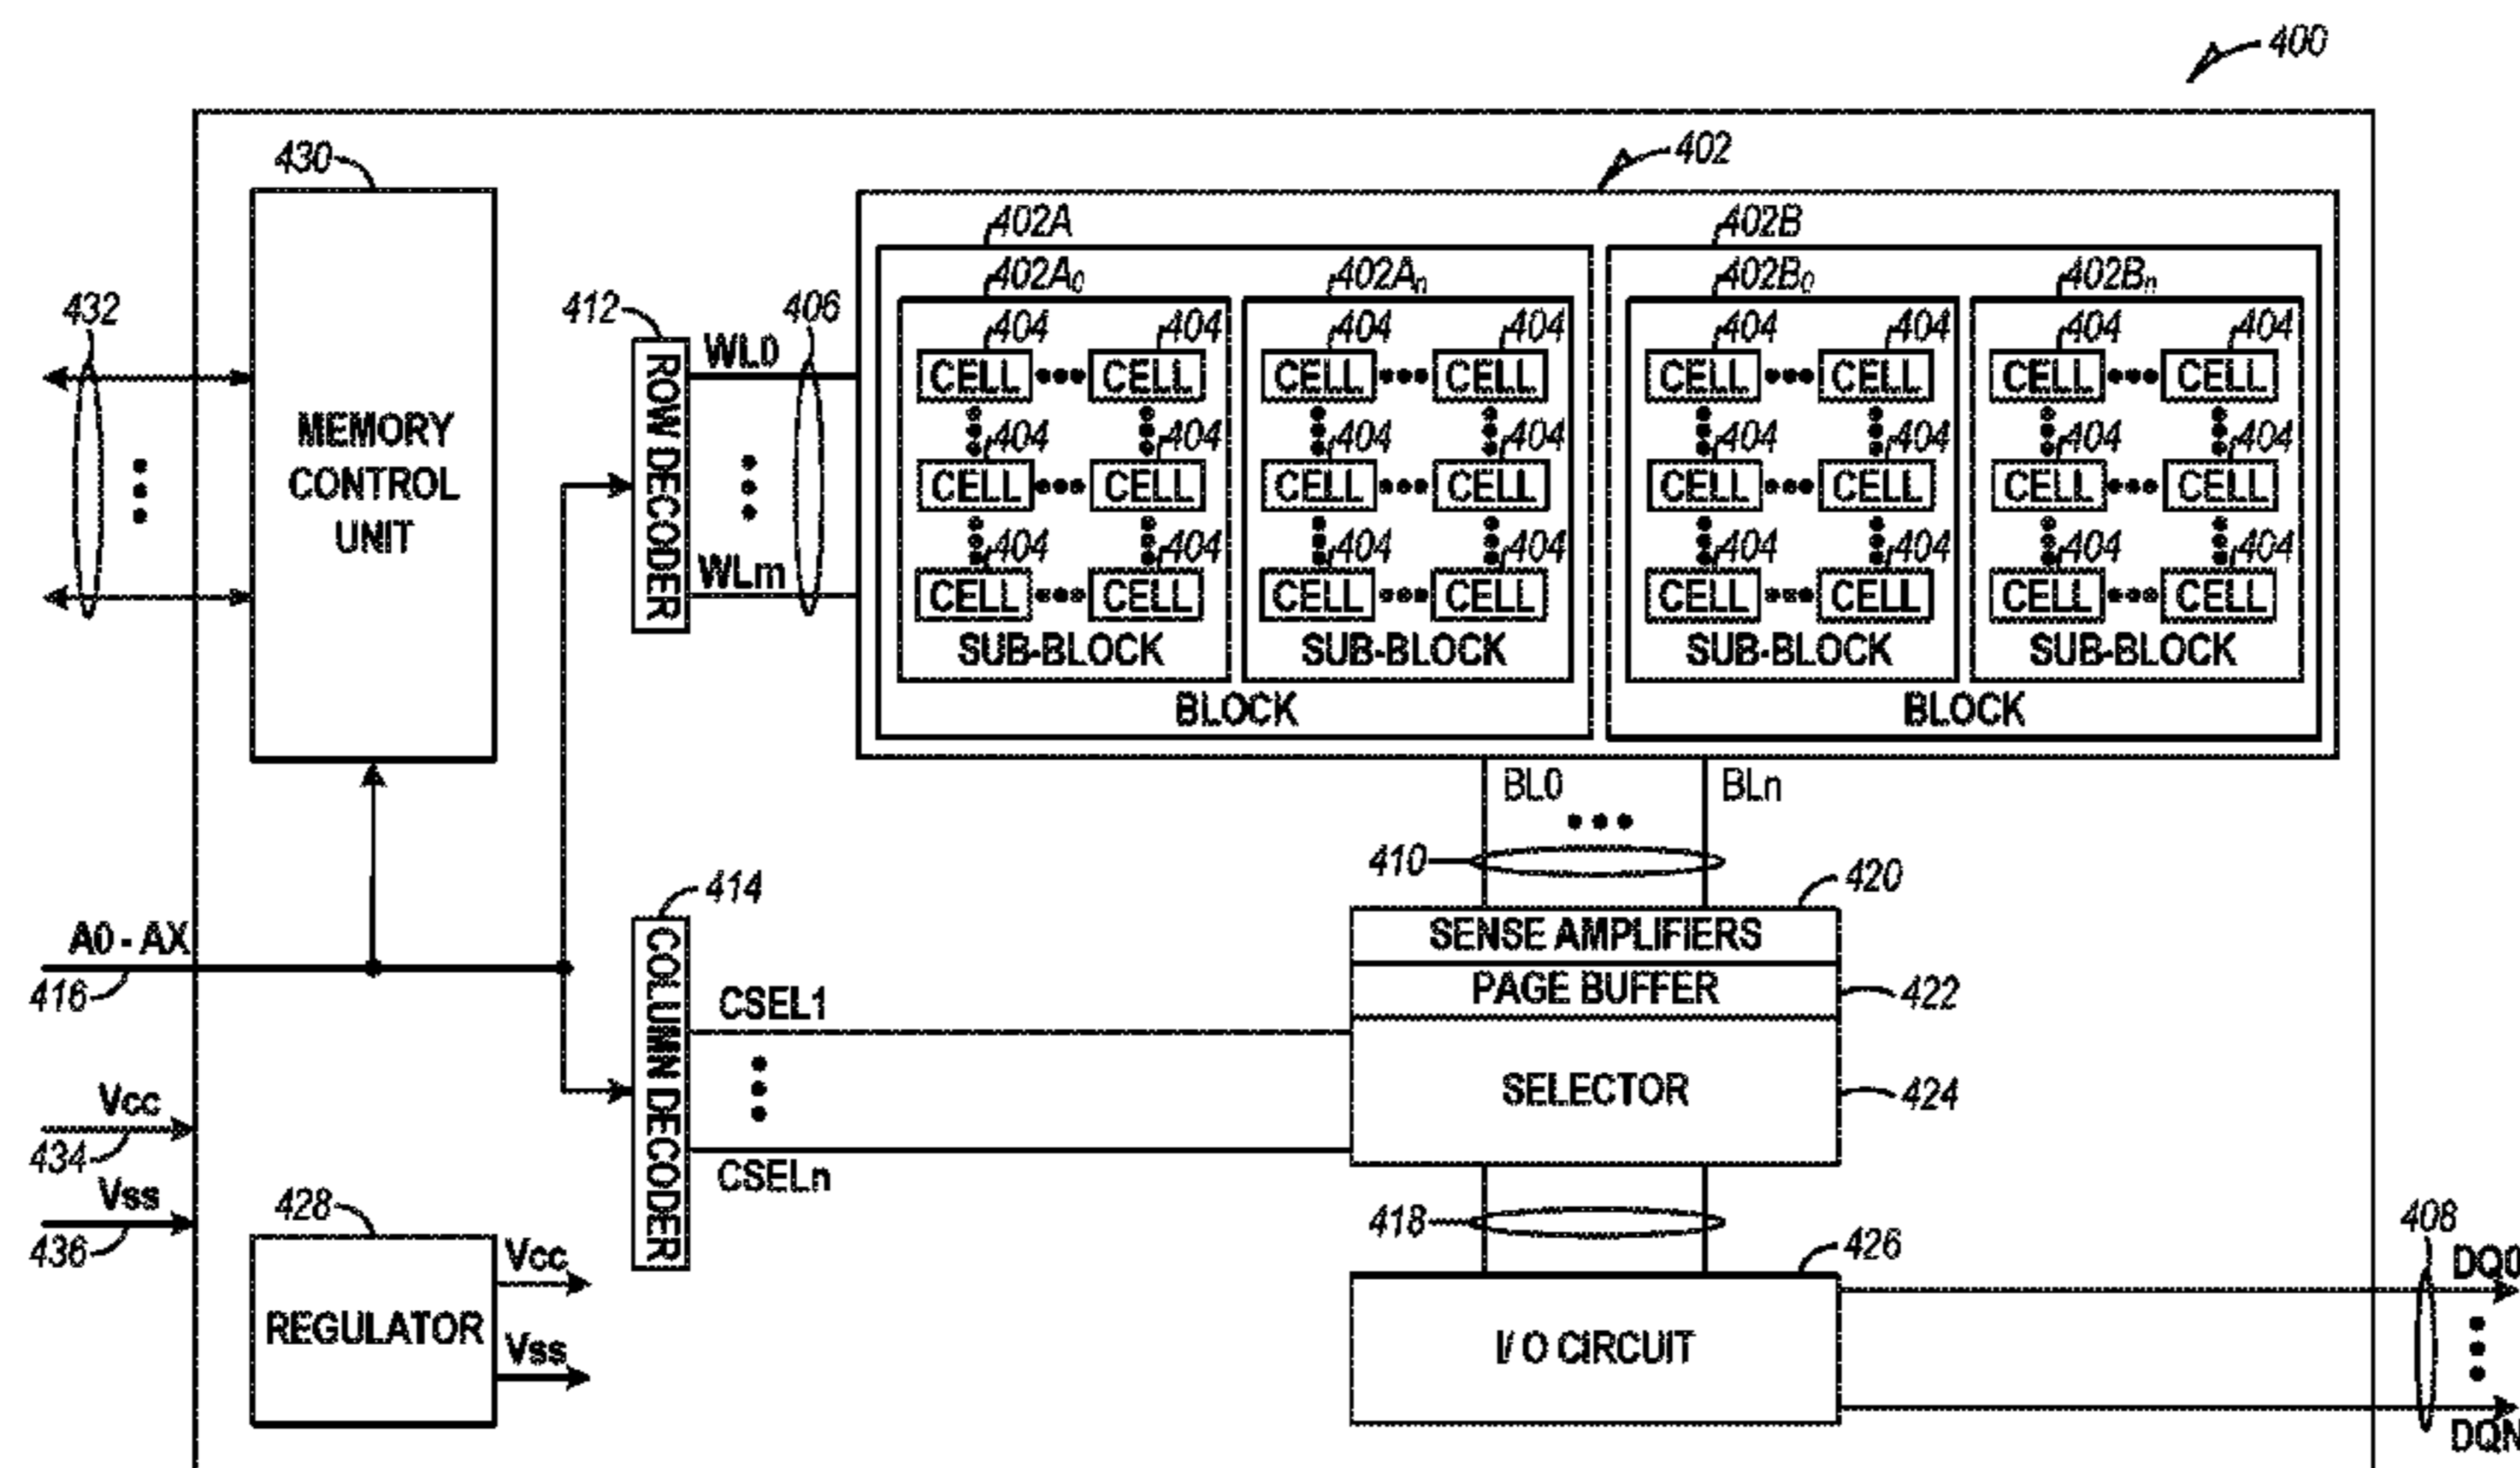 400
402
430
402A
402B
402A0
402An
402B0
402Bn
432
412
406
404 404 404 404 404 404 404 404
WL0
CELL CELL CELL CELL CELL CELL CELL CELL
404 404 404 404 404 404 404 404
CELL CELL CELL CELL CELL CELL CELL CELL
404 404 404 404 404 404 404 404
WLm
CELL CELL CELL CELL CELL CELL CELL CELL
SUB-BLOCK SUB-BLOCK SUB-BLOCK SUB-BLOCK
BLOCK BLOCK
MEMORY
CONTROL
UNIT
ROW DECODER
BL0 BLn
410
420
414
SENSE AMPLIFIERS
A0 - AX
416
PAGE BUFFER
422
CSEL1
COLUMN DECODER
SELECTOR
424
CSELn
Vcc
434
Vss
436
418
428
426
408
Vcc
REGULATOR
Vss
I/O CIRCUIT
DQ0
DQN